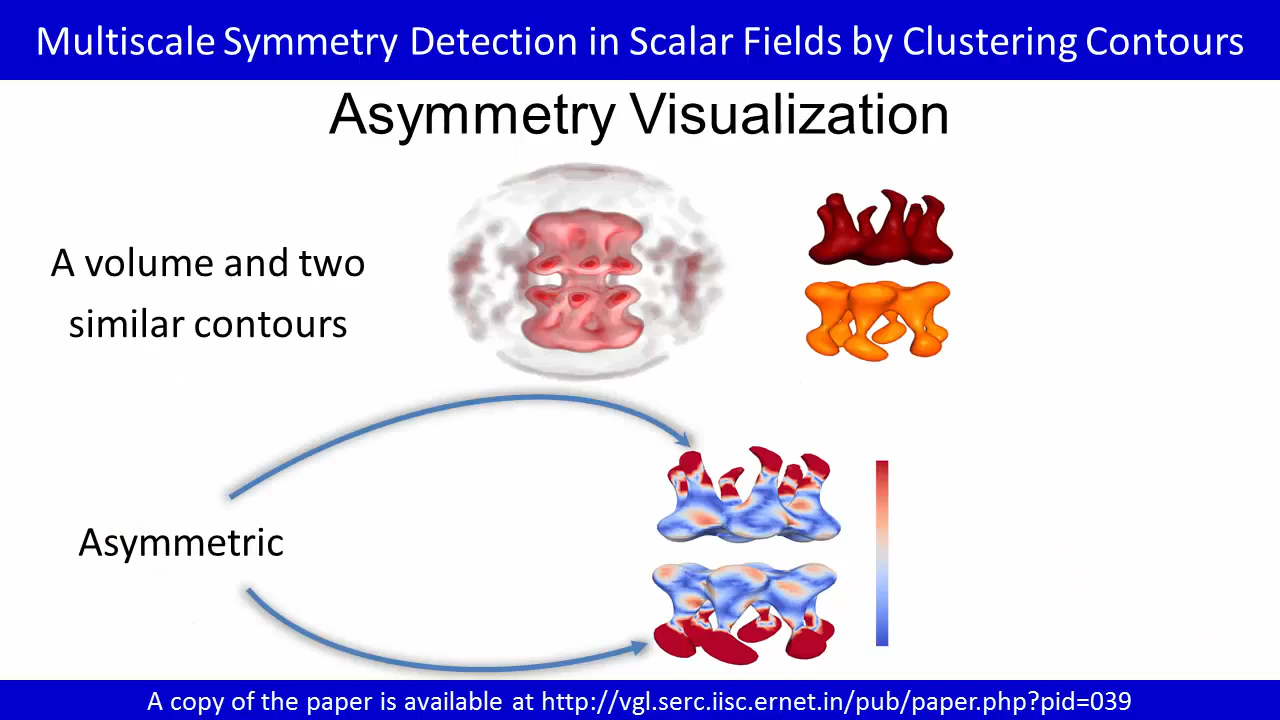 Multiscale Symmetry Detection in Scalar Fields by Clustering Contours
Asymmetry Visualization
A volume and two
similar contours
Asymmetric
A copy of the paper is available at http://vgl.serc.iisc.ernet.in/pub/paper.php?pid=039